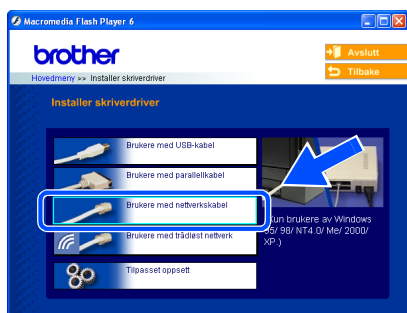 Macromedia Flash Player 6
brother
Avslutt
Tilbake
Hovedmeny >> Installer skriverdriver
Installer skriverdriver
Brukere med USB-kabel
Brukere med parallellkabel
Brukere med nettverkskabel
Brukere med trådløst nettverk
Tilpasset oppsett
Kun brukere av Windows
95/ 98/ NT4.0/ Me/ 2000/
XP.)